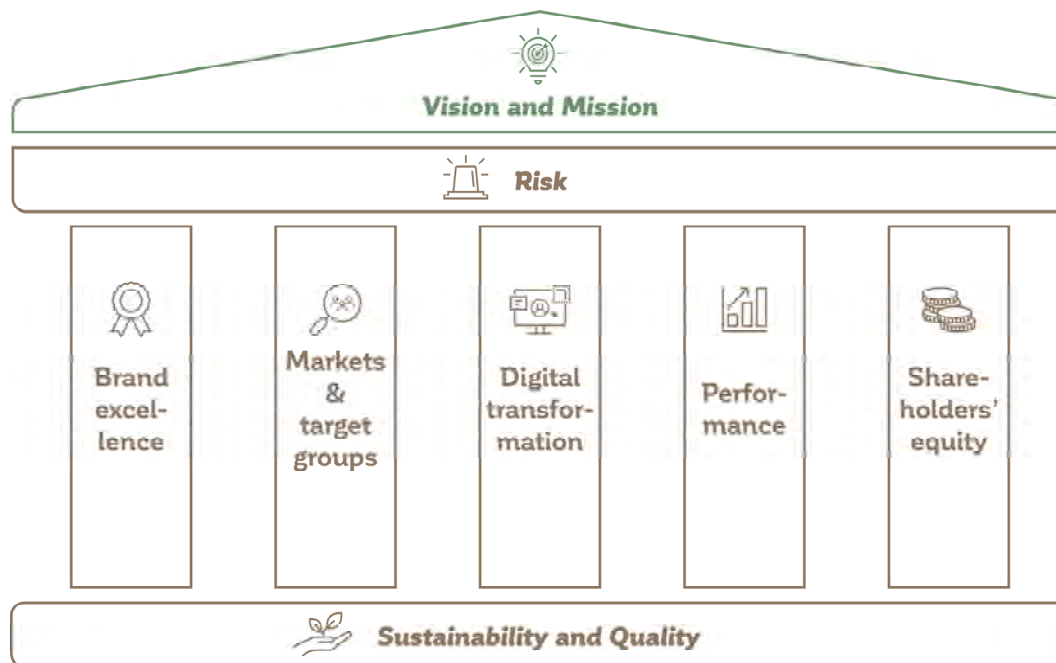 Vision and Mission
Risk
Brand
excel-
lence
Markets
&
target
groups
Digital
transfor-
mation
Perfor-
mance
Share-
holders'
equity
Sustainability and Quality